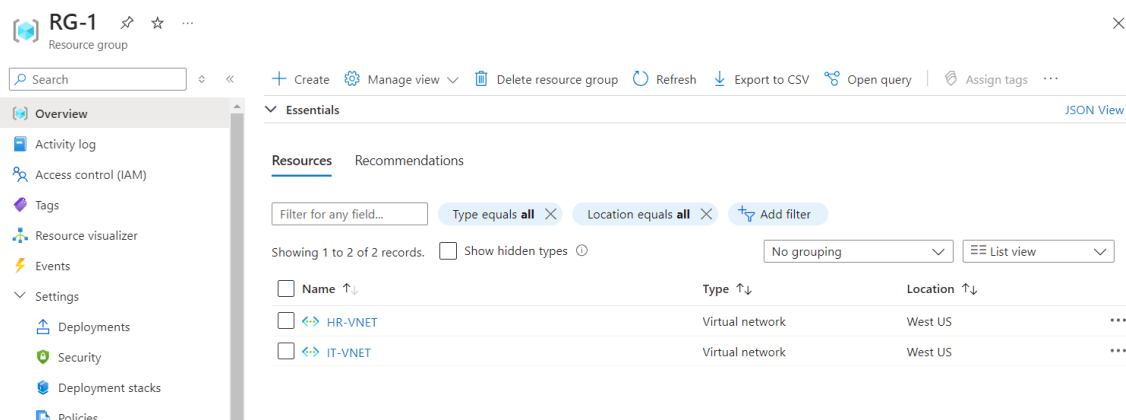 RG-1
Resource group
Search
Overview
Activity log
Access control (IAM)
Tags
Resource visualizer
Events
Settings
Deployments
Security
Deployment stacks
Policies
Create Manage view Delete resource group Refresh Export to CSV Open query Assign tags
Essentials JSON View
Resources Recommendations
Filter for any field... Type equals all Location equals all Add filter
Showing 1 to 2 of 2 records. Show hidden types No grouping List view
Name Type Location
HR-VNET Virtual network West US
IT-VNET Virtual network West US